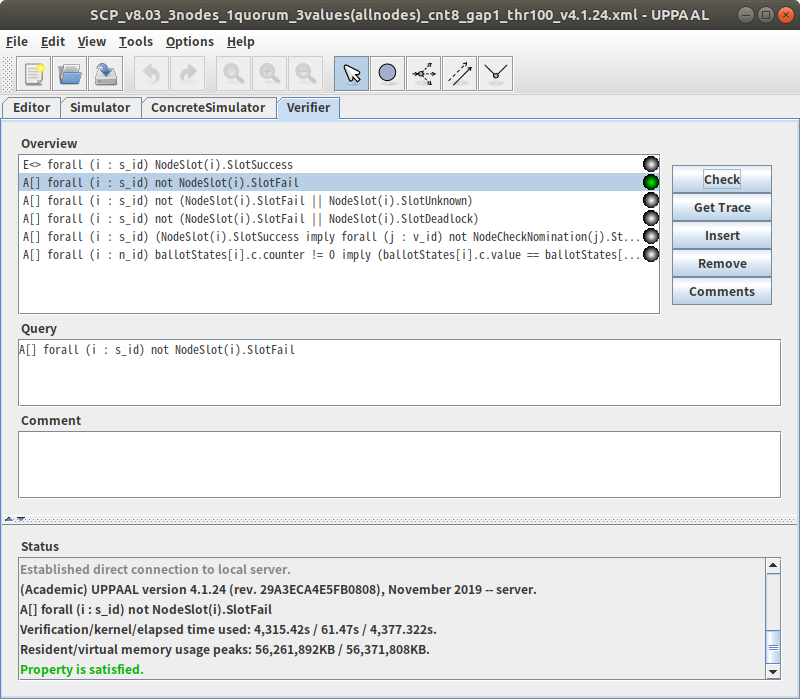 SCP_v8.03_3nodes_1quorum_3values(allnodes)_cnt8_gap1_thr100_v4.1.24.xml - UPPAAL
File Edit View Tools Options Help
Editor Simulator ConcreteSimulator Verifier
Overview
E<> forall (i : s_id) NodeSlot(i).SlotSuccess
A[] forall (i : s_id) not NodeSlot(i).SlotFail
A[] forall (i : s_id) not (NodeSlot(i).SlotFail || NodeSlot(i).SlotUnknown)
A[] forall (i : s_id) not (NodeSlot(i).SlotFail || NodeSlot(i).SlotDeadlock)
A[] forall (i : s_id) (NodeSlot(i).SlotSuccess imply forall (j : v_id) not NodeCheckNomination(j).St...
A[] forall (i : n_id) ballotStates[i].c.counter != 0 imply (ballotStates[i].c.value == ballotStates[...
Check
Get Trace
Insert
Remove
Comments
Query
A[] forall (i : s_id) not NodeSlot(i).SlotFail
Comment
Status
Established direct connection to local server.
(Academic) UPPAAL version 4.1.24 (rev. 29A3ECA4E5FB0808), November 2019 -- server.
A[] forall (i : s_id) not NodeSlot(i).SlotFail
Verification/kernel/elapsed time used: 4,315.42s / 61.47s / 4,377.322s.
Resident/virtual memory usage peaks: 56,261,892KB / 56,371,808KB.
Property is satisfied.